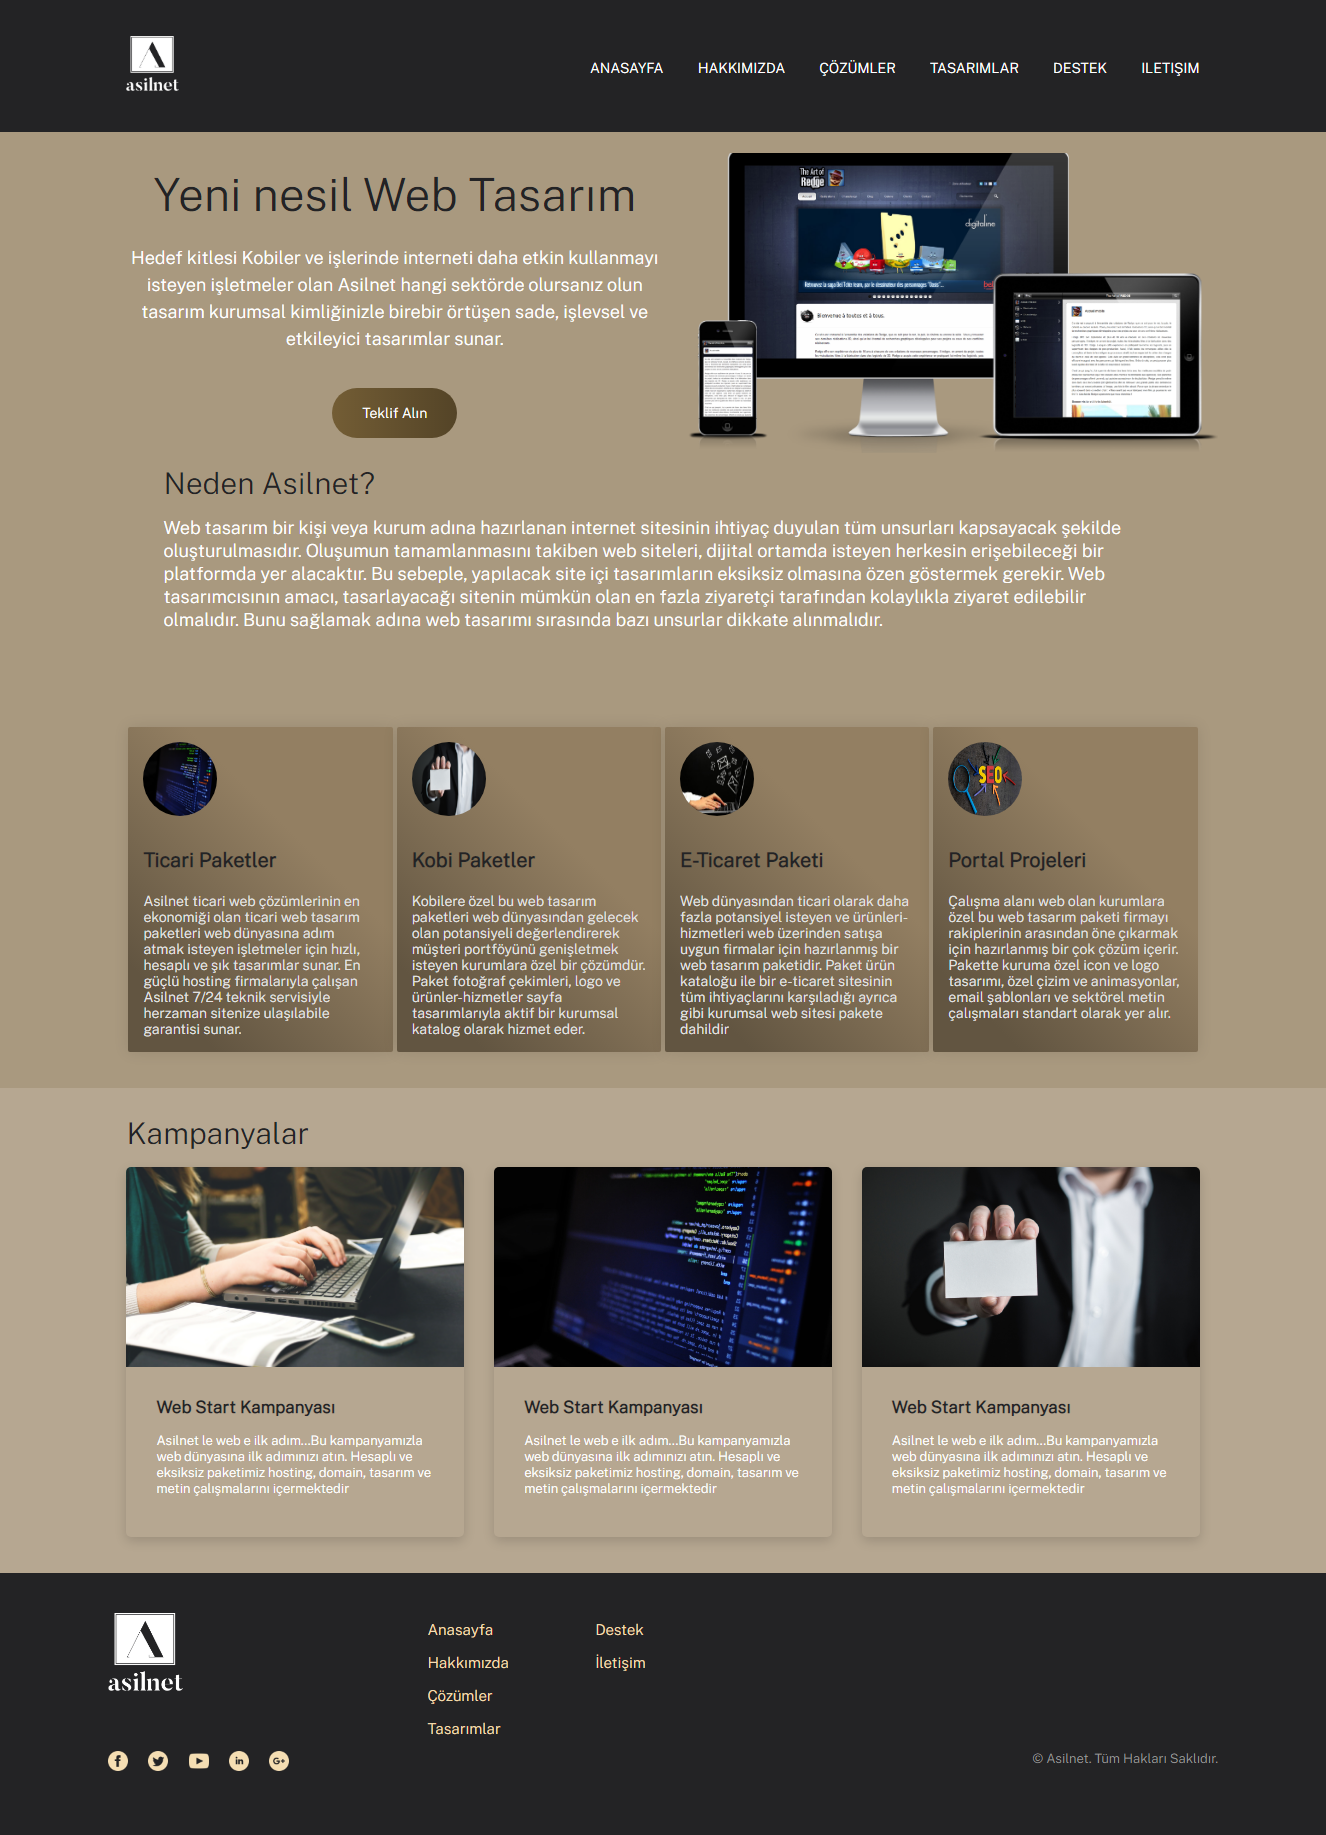 asilnet
ANASAYFA HAKKIMIZDA ÇÖZÜMLER TASARIMLAR DESTEK ILETIŞIM
Yeni nesil Web Tasarım
Hedef kitlesi Kobiler ve işlerinde interneti daha etkin kullanmayı
isteyen işletmeler olan Asilnet hangi sektörde olursanız olun
tasarım kurumsal kimliğinizle birebir örtüşen sade, işlevsel ve
etkileyici tasarımlar sunar.
Teklif Alın
The Art of
Redge
digitaline
Bienvenue à toutes et à tous.
Neden Asilnet?
Web tasarım bir kişi veya kurum adına hazırlanan internet sitesinin ihtiyaç duyulan tüm unsurları kapsayacak şekilde
oluşturulmasıdır. Oluşumun tamamlanmasını takiben web siteleri, dijital ortamda isteyen herkesin erişebileceği bir
platformda yer alacaktır. Bu sebeple, yapılacak site içi tasarımların eksiksiz olmasına özen göstermek gerekir. Web
tasarımcısının amacı, tasarlayacağı sitenin mümkün olan en fazla ziyaretçi tarafından kolaylıkla ziyaret edilebilir
olmalıdır. Bunu sağlamak adına web tasarımı sırasında bazı unsurlar dikkate alınmalıdır.
Ticari Paketler
Asilnet ticari web çözümlerinin en
ekonomiği olan ticari web tasarım
paketleri web dünyasına adım
atmak isteyen işletmeler için hızlı,
hesaplı ve şık tasarımlar sunar. En
güçlü hosting firmalarıyla çalışan
Asilnet 7/24 teknik servisiyle
herzaman sitenize ulaşılabile
garantisi sunar.
Kobi Paketler
Kobilere özel bu web tasarım
paketleri web dünyasından gelecek
olan potansiyeli değerlendirerek
müşteri portföyünü genişletmek
isteyen kurumlara özel bir çözümdür.
Paket fotoğraf çekimleri, logo ve
ürünler-hizmetler sayfa
tasarımlarıyla aktif bir kurumsal
katalog olarak hizmet eder.
E-Ticaret Paketi
Web dünyasından ticari olarak daha
fazla potansiyel isteyen ve ürünleri-
hizmetleri web üzerinden satışa
uygun firmalar için hazırlanmış bir
web tasarım paketidir. Paket ürün
kataloğu ile bir e-ticaret sitesinin
tüm ihtiyaçlarını karşıladığı ayrıca
gibi kurumsal web sitesi pakete
dahildir
SEO
Portal Projeleri
Çalışma alanı web olan kurumlara
özel bu web tasarım paketi firmayı
rakiplerinin arasından öne çıkarmak
için hazırlanmış bir çok çözüm içerir.
Pakette kuruma özel icon ve logo
tasarımı, özel çizim ve animasyonlar,
email şablonları ve sektörel metin
çalışmaları standart olarak yer alır.
Kampanyalar
Web Start Kampanyası
Asilnet le web e ilk adım...Bu kampanyamızla
web dünyasına ilk adımınızı atın. Hesaplı ve
eksiksiz paketimiz hosting, domain, tasarım ve
metin çalışmalarını içermektedir
Web Start Kampanyası
Asilnet le web e ilk adım...Bu kampanyamızla
web dünyasına ilk adımınızı atın. Hesaplı ve
eksiksiz paketimiz hosting, domain, tasarım ve
metin çalışmalarını içermektedir
Web Start Kampanyası
Asilnet le web e ilk adım...Bu kampanyamızla
web dünyasına ilk adımınızı atın. Hesaplı ve
eksiksiz paketimiz hosting, domain, tasarım ve
metin çalışmalarını içermektedir
asilnet
Anasayfa
Hakkımızda
Çözümler
Tasarımlar
Destek
İletişim
© Asilnet. Tüm Hakları Saklıdır.